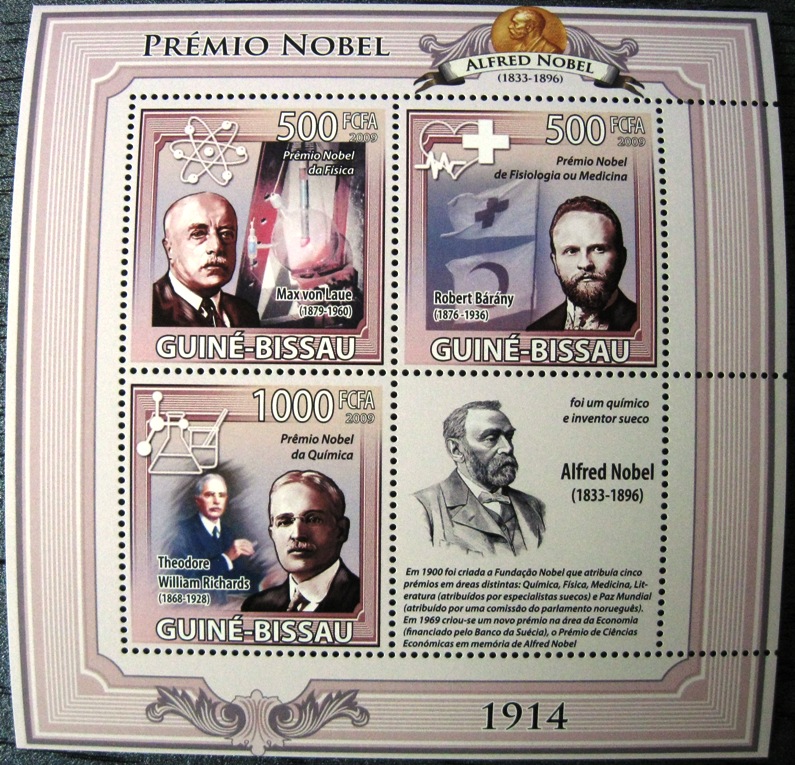 PRÉMIO NOBEL
ALFRED NOBEL
(1833-1896)
500 FCFA
2009
Prémio Nobel
da Física
Max von Laue
(1879-1960)
GUINÉ-BISSAU
500 FCFA
2009
Prémio Nobel
de Fisiologia ou Medicina
Robert Bárány
(1876 -1936)
GUINÉ-BISSAU
1000 FCFA
2009
Prêmio Nobel
da Química
Theodore
William Richards
(1868-1928)
GUINÉ-BISSAU
foi um químico
e inventor sueco
Alfred Nobel
(1833-1896)
Em 1900 foi criada a Fundação Nobel que atribuía cinco
prémios em áreas distintas: Química, Física, Medicina, Lit-
eratura (atribuídos por especialistas suecos) e Paz Mundial
(atribuído por uma comissão do parlamento norueguês).
Em 1969 criou-se um novo prémio na área da Economia
(financiado pelo Banco da Suécia), o Prémio de Ciências
Económicas em memória de Alfred Nobel
1914